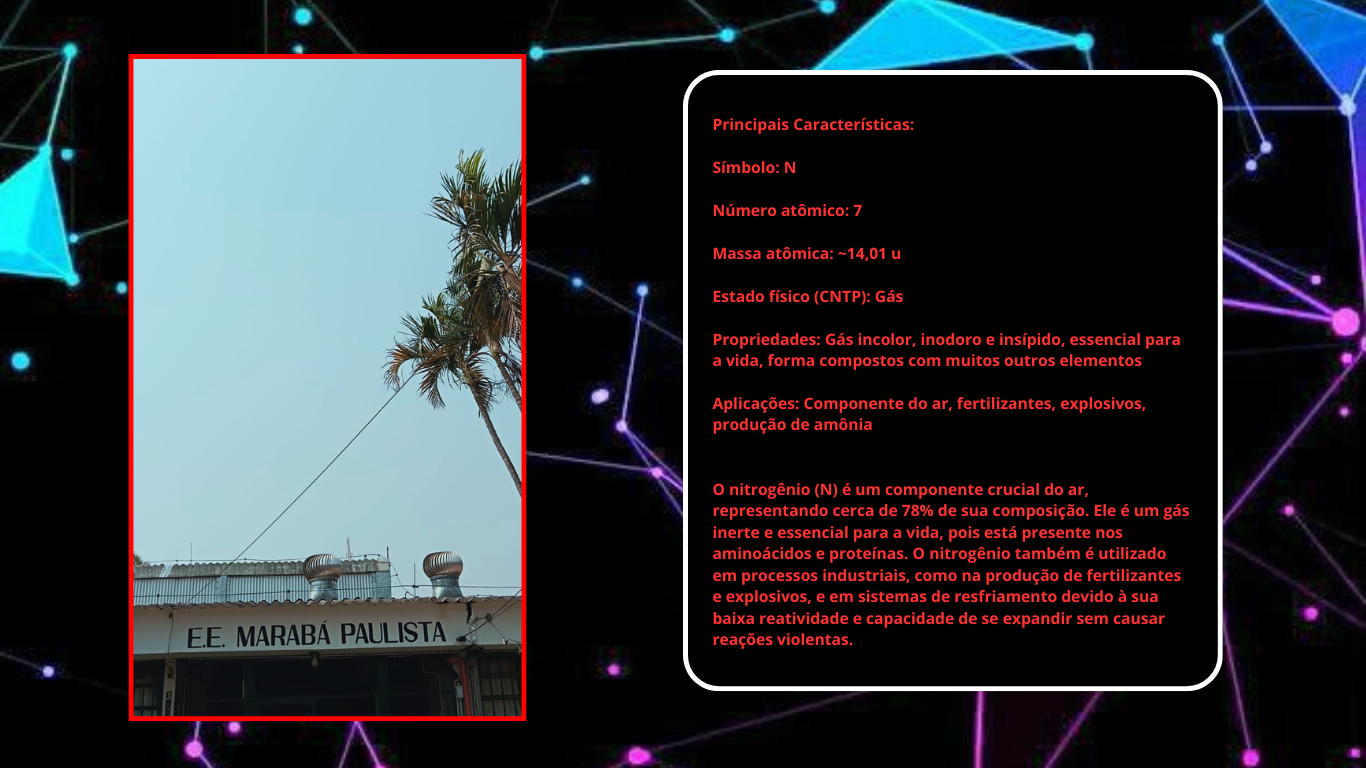 E.E. MARABÁ PAULISTA
Principais Características:
Símbolo: N
Número atômico: 7
Massa atômica: ~14,01 u
Estado físico (CNTP): Gás
Propriedades: Gás incolor, inodoro e insípido, essencial para
a vida, forma compostos com muitos outros elementos
Aplicações: Componente do ar, fertilizantes, explosivos,
produção de amônia
O nitrogênio (N) é um componente crucial do ar,
representando cerca de 78% de sua composição. Ele é um gás
inerte e essencial para a vida, pois está presente nos
aminoácidos e proteínas. O nitrogênio também é utilizado
em processos industriais, como na produção de fertilizantes
e explosivos, e em sistemas de resfriamento devido à sua
baixa reatividade e capacidade de se expandir sem causar
reações violentas.